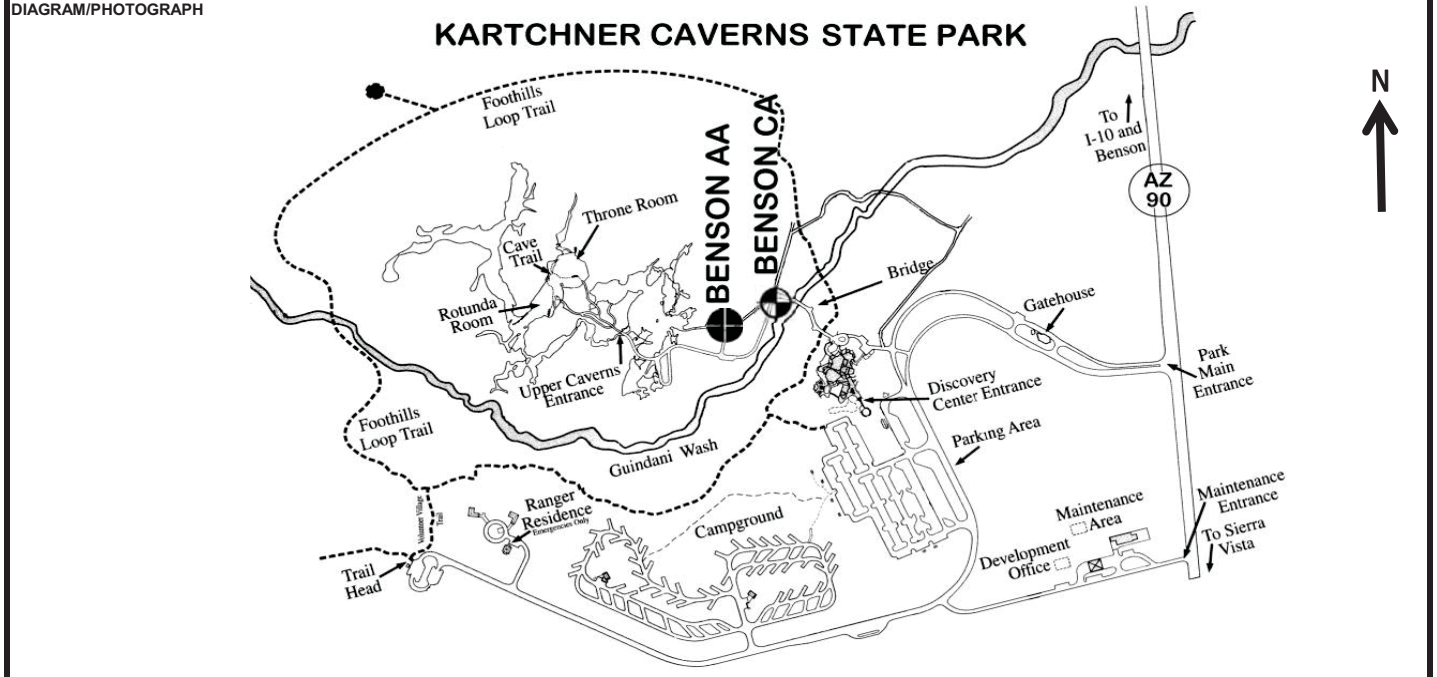 DIAGRAM/PHOTOGRAPH
KARTCHNER CAVERNS STATE PARK
N
Foothills
Loop Trail
To
I-10 and
Benson
AZ
90
BENSON AA
BENSON CA
Throne Room
Cave
Trail
Rotunda
Room
Bridge
Gatehouse
Upper Caverns
Entrance
Park
Main
Entrance
Discovery
Center Entrance
Foothills
Loop Trail
Parking Area
Guindani Wash
Ranger
Residence
Emergencies Only
Volunteer Village
Trail
Campground
Maintenance
Area
Maintenance
Entrance
Development
Office
To Sierra
Vista
Trail
Head